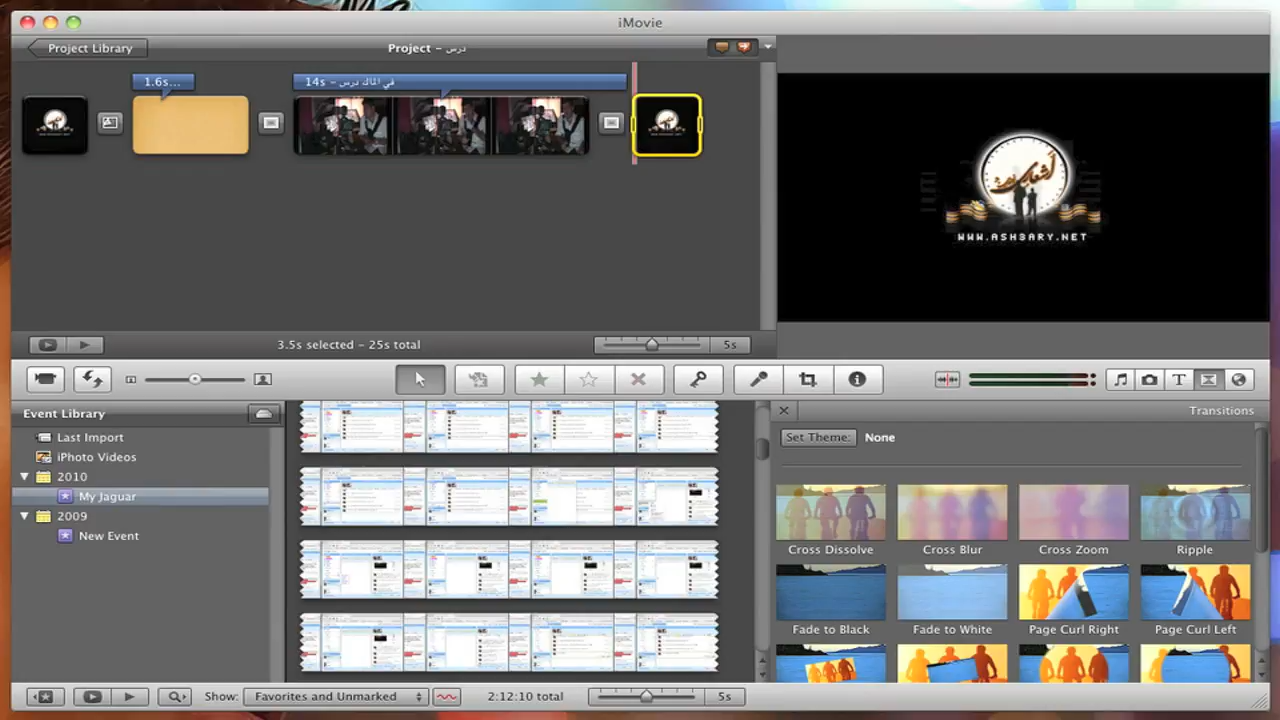 iMovie
Project Library
Project – درس
1.6s...
14s – في الماك درس
WWW.ASH3ARY.NET
3.5s selected – 25s total
5s
Event Library
Last Import
iPhoto Videos
2010
My Jaguar
2009
New Event
Transitions
Set Theme: None
Cross Dissolve
Cross Blur
Cross Zoom
Ripple
Fade to Black
Fade to White
Page Curl Right
Page Curl Left
Show: Favorites and Unmarked
2:12:10 total
5s